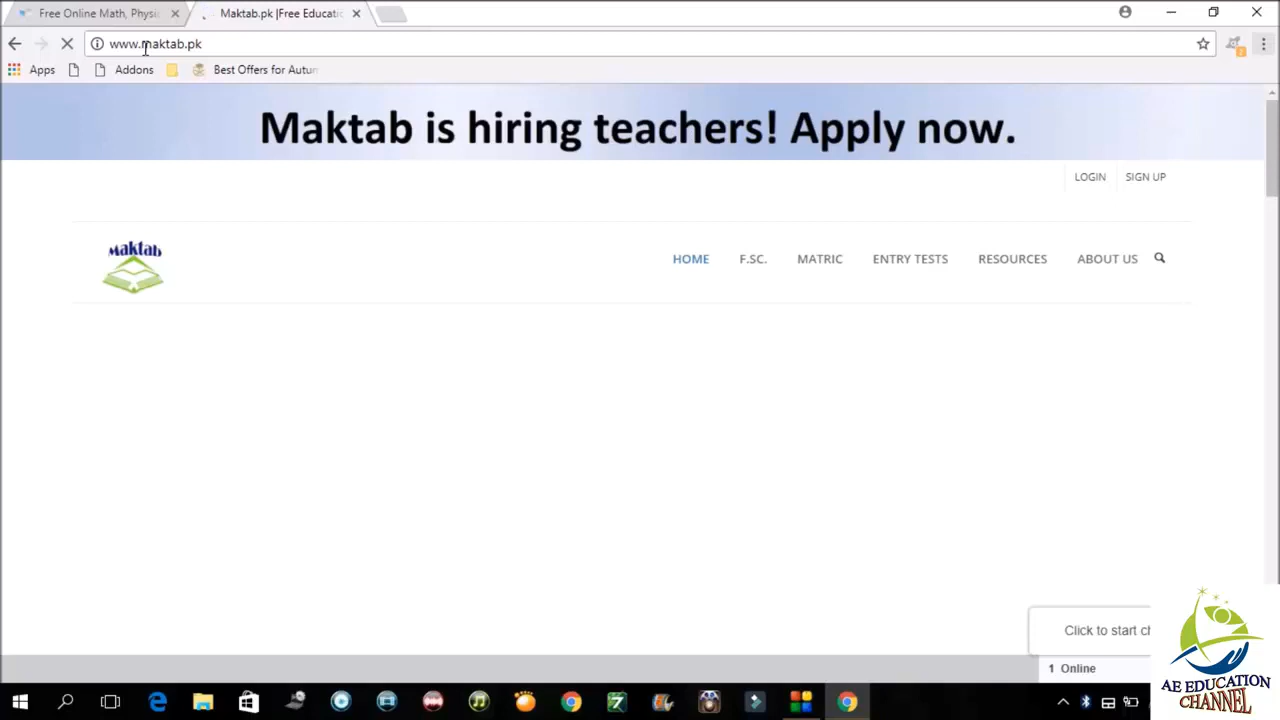 Free Online Math, Physi
Maktab.pk |Free Educatio
www.maktab.pk
Apps
Addons
Best Offers for Autum
Maktab is hiring teachers! Apply now.
LOGIN
SIGN UP
Maktab
HOME
F.SC.
MATRIC
ENTRY TESTS
RESOURCES
ABOUT US
Click to start ch
1 Online
AE EDUCATION
CHANNEL